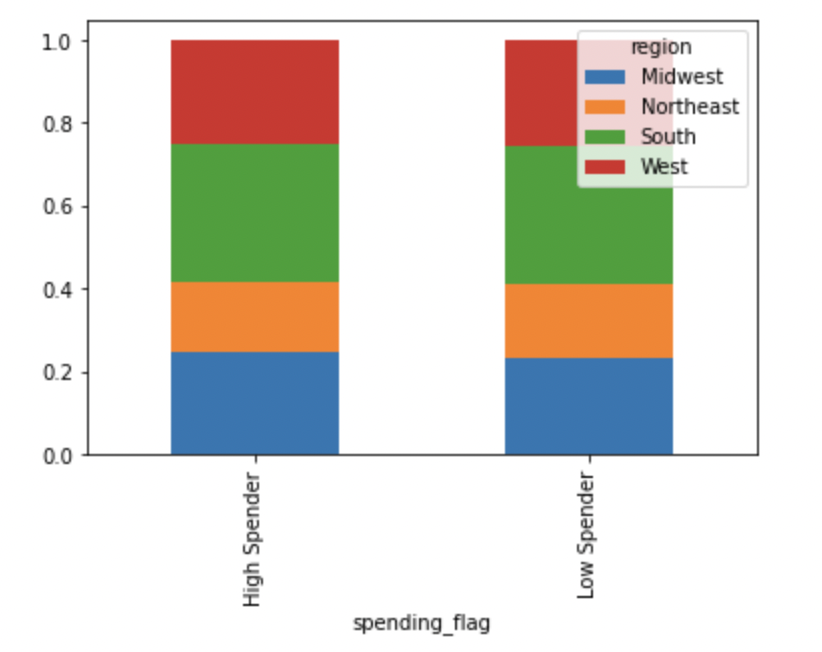 1.0
0.8
0.6
0.4
0.2
0.0
region
Midwest
Northeast
South
West
High Spender
Low Spender
spending_flag